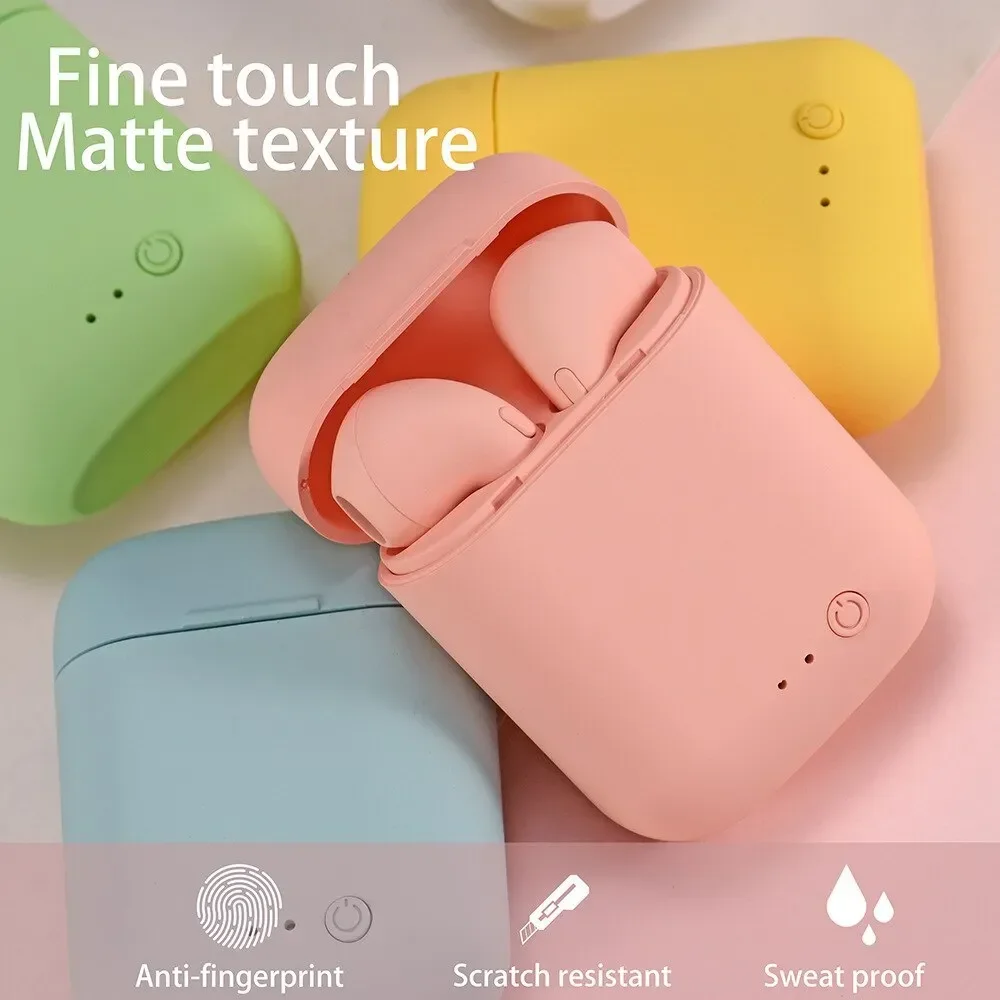 Fine touch
Matte texture
Anti-fingerprint
Scratch resistant
Sweat proof